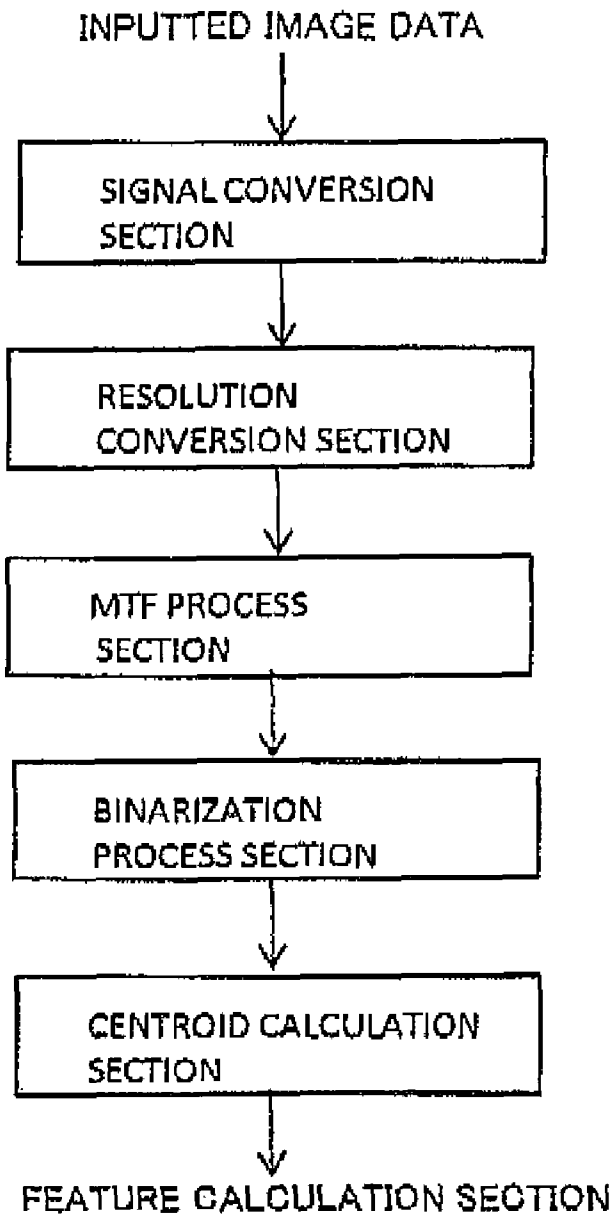 INPUTTED IMAGE DATA
SIGNAL CONVERSION
SECTION
RESOLUTION
CONVERSION SECTION
MTF PROCESS
SECTION
BINARIZATION
PROCESS SECTION
CENTROID CALCULATION
SECTION
FEATURE CALCULATION SECTION